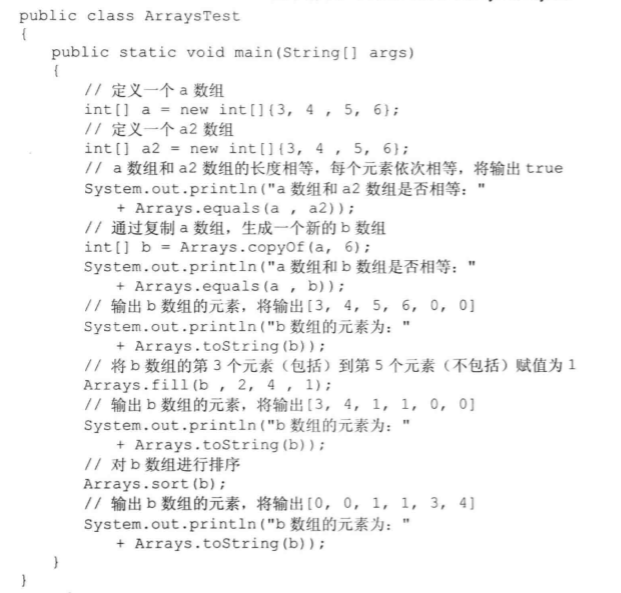 public class ArraysTest
{
public static void main(String[] args)
{
// 定义一个 a 数组
int[] a = new int[]{3, 4 , 5, 6};
// 定义一个 a2 数组
int[] a2 = new int[]{3, 4 , 5, 6};
// a 数组和 a2 数组的长度相等，每个元素依次相等，将输出 true
System.out.println("a 数组和 a2 数组是否相等："
+ Arrays.equals(a , a2));
// 通过复制 a 数组，生成一个新的 b 数组
int[] b = Arrays.copyOf(a, 6);
System.out.println("a 数组和 b 数组是否相等："
+ Arrays.equals(a , b));
// 输出 b 数组的元素，将输出[3, 4, 5, 6, 0, 0]
System.out.println("b 数组的元素为："
+ Arrays.toString(b));
// 将 b 数组的第 3 个元素（包括）到第 5 个元素（不包括）赋值为 1
Arrays.fill(b , 2, 4 , 1);
// 输出 b 数组的元素，将输出[3, 4, 1, 1, 0, 0]
System.out.println("b 数组的元素为："
+ Arrays.toString(b));
// 对 b 数组进行排序
Arrays.sort(b);
// 输出 b 数组的元素，将输出[0, 0, 1, 1, 3, 4]
System.out.println("b 数组的元素为："
+ Arrays.toString(b));
}
}